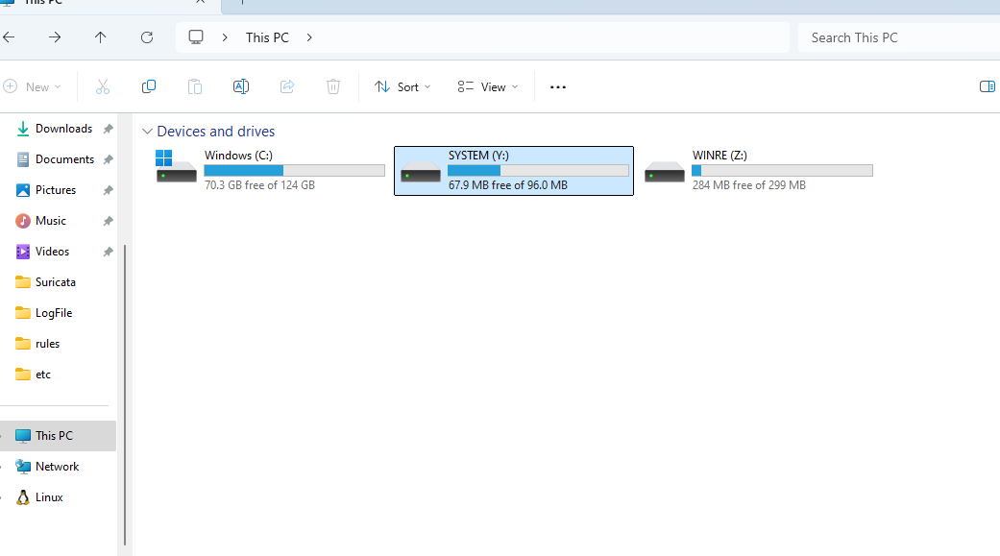 This PC
This PC
Search This PC
New
Sort
View
Downloads
Documents
Pictures
Music
Videos
Suricata
LogFile
rules
etc
This PC
Network
Linux
Devices and drives
Windows (C:)
70.3 GB free of 124 GB
SYSTEM (Y:)
67.9 MB free of 96.0 MB
WINRE (Z:)
284 MB free of 299 MB